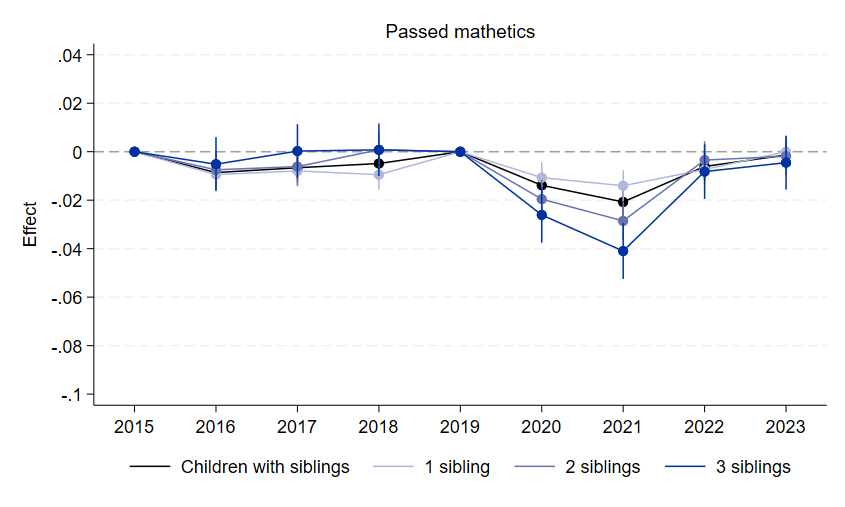 Passed mathetics
.04
.02
0
-.02
-.04
-.06
-.08
-.1
Effect
2015 2016 2017 2018 2019 2020 2021 2022 2023
Children with siblings 1 sibling 2 siblings 3 siblings